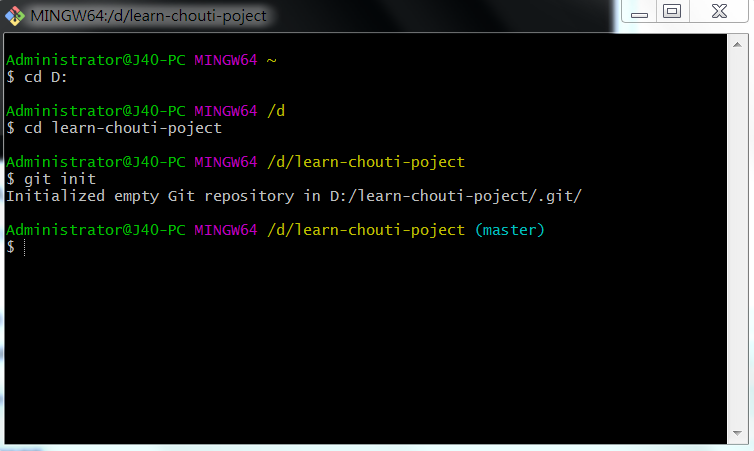 MINGW64:/d/learn-chouti-poject
Administrator@J40-PC MINGW64 ~
$ cd D:
Administrator@J40-PC MINGW64 /d
$ cd learn-chouti-poject
Administrator@J40-PC MINGW64 /d/learn-chouti-poject
$ git init
Initialized empty Git repository in D:/learn-chouti-poject/.git/
Administrator@J40-PC MINGW64 /d/learn-chouti-poject (master)
$